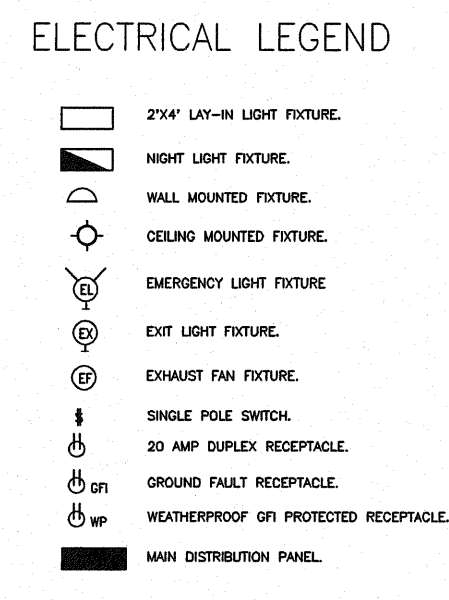 ELECTRICAL LEGEND
2'X4' LAY-IN LIGHT FIXTURE.
NIGHT LIGHT FIXTURE.
WALL MOUNTED FIXTURE.
CEILING MOUNTED FIXTURE.
EL EMERGENCY LIGHT FIXTURE
EX EXIT LIGHT FIXTURE.
EF EXHAUST FAN FIXTURE.
$ SINGLE POLE SWITCH.
20 AMP DUPLEX RECEPTACLE.
GFI GROUND FAULT RECEPTACLE.
WP WEATHERPROOF GFI PROTECTED RECEPTACLE.
MAIN DISTRIBUTION PANEL.